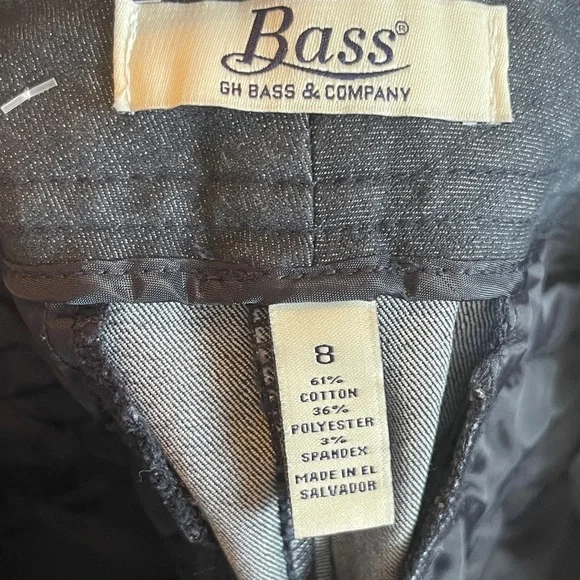 Bass®
GH BASS & COMPANY
8
61%
COTTON
36%
POLYESTER
3%
SPANDEX
MADE IN EL
SALVADOR